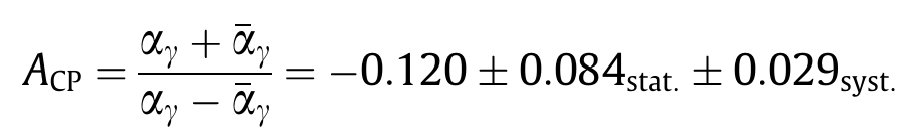 A_CP = (α_γ + ᾱ_γ) / (α_γ − ᾱ_γ) = −0.120 ± 0.084_stat. ± 0.029_syst.